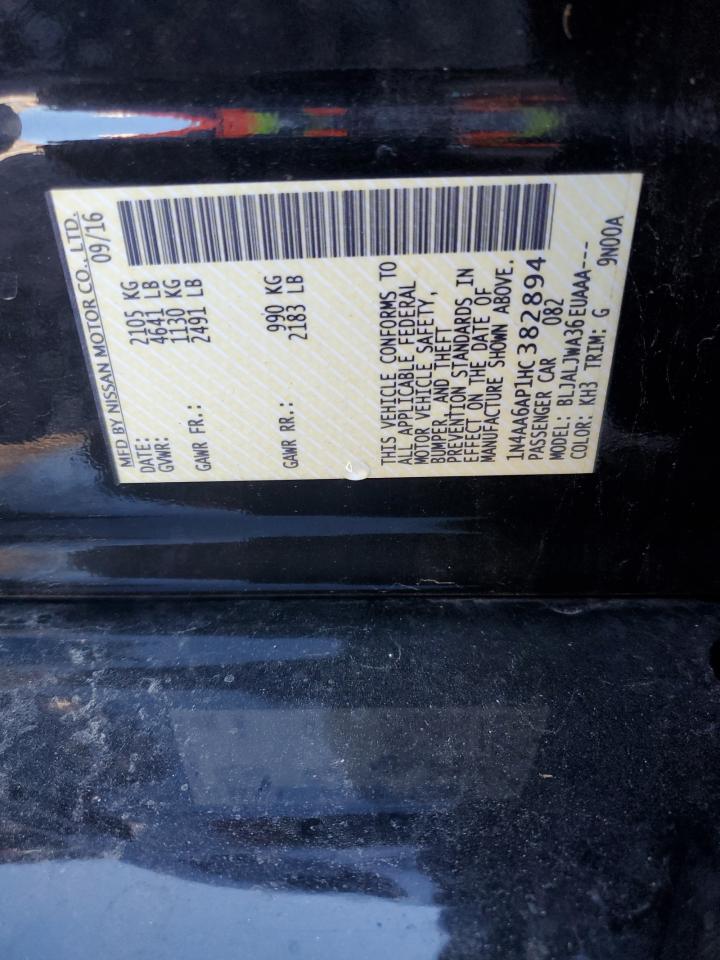 MFD BY NISSAN MOTOR CO., LTD.
DATE: 09/16
GVWR: 2105 KG
4641 LB
GAWR FR.: 1130 KG
2491 LB
GAWR RR.: 990 KG
2183 LB
THIS VEHICLE CONFORMS TO
ALL APPLICABLE FEDERAL
MOTOR VEHICLE SAFETY,
BUMPER, AND THEFT
PREVENTION STANDARDS IN
EFFECT ON THE DATE OF
MANUFACTURE SHOWN ABOVE.
1N4AA6AP1HC382894
PASSENGER CAR 082
MODEL: BLJALJWA36EUAAA---
COLOR: KH3 TRIM: G 9N00A